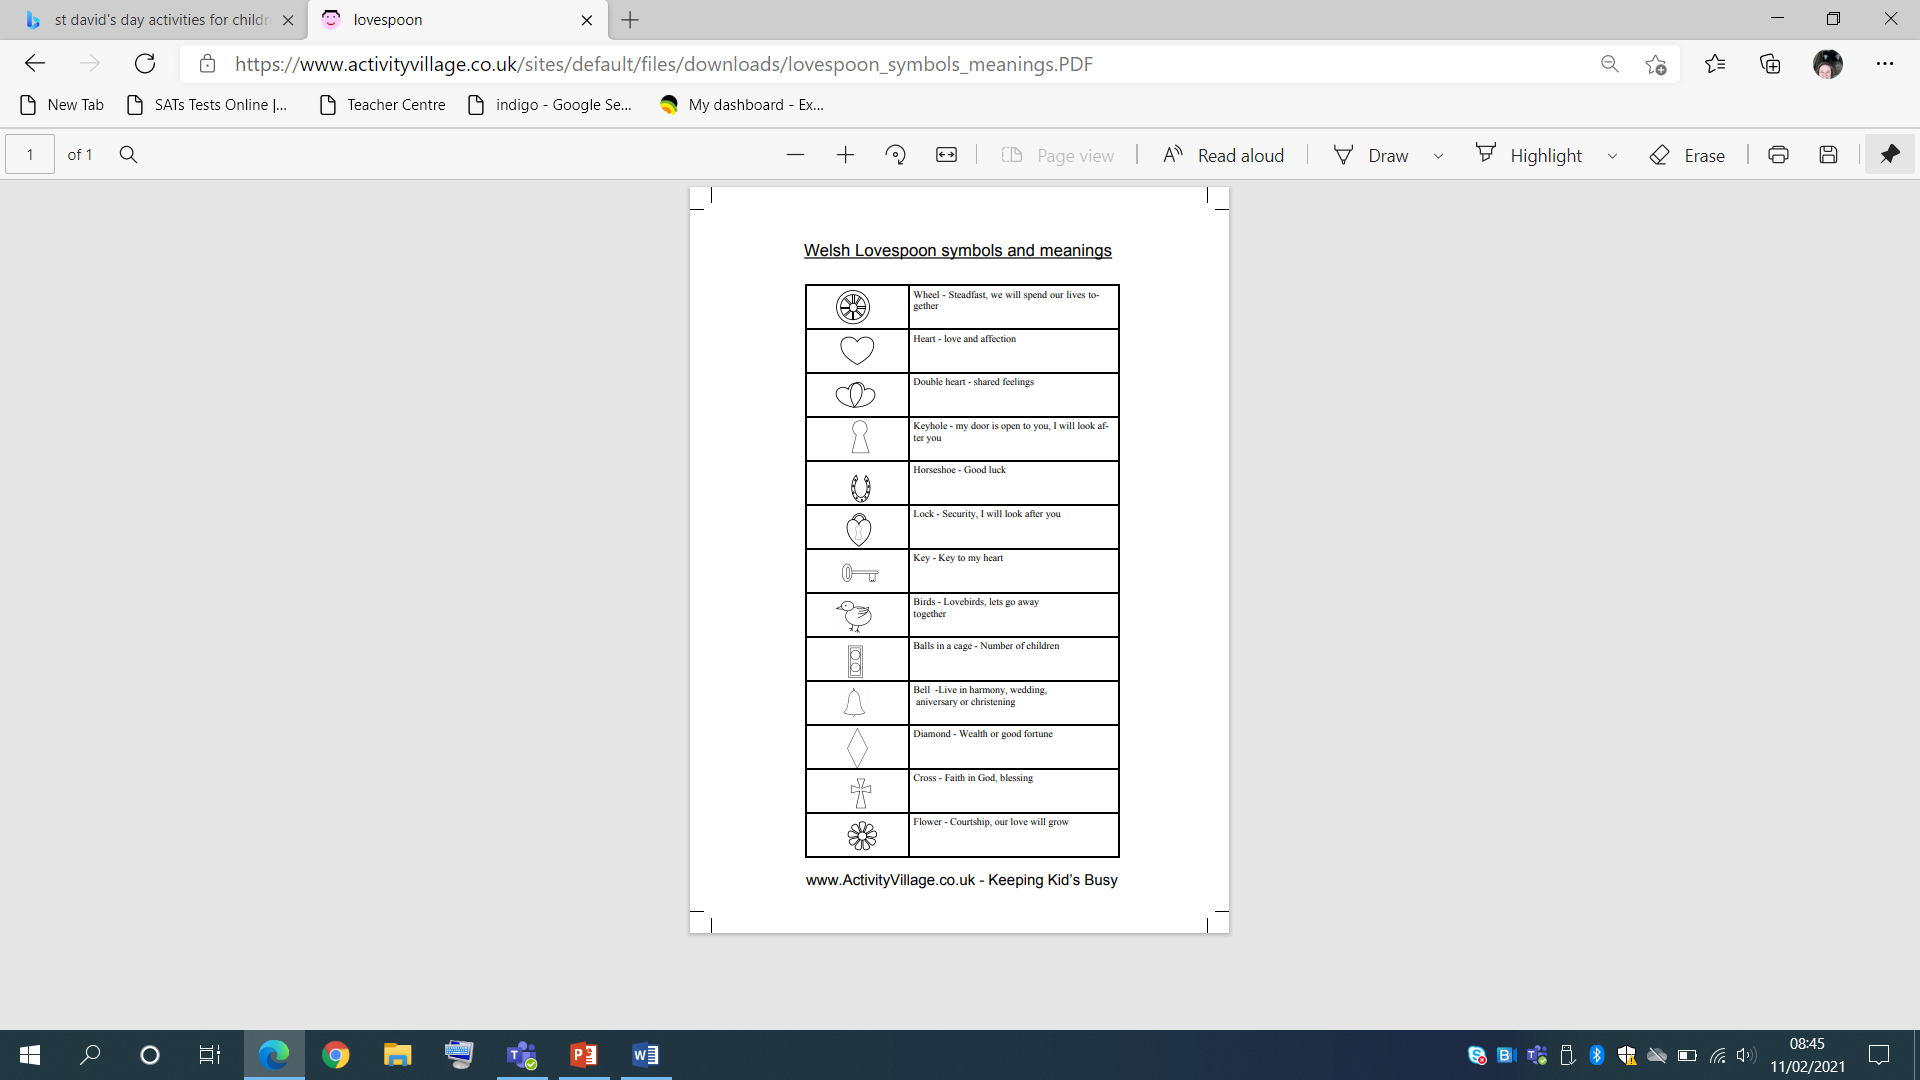 st david's day activities for childr
lovespoon
https://www.activityvillage.co.uk/sites/default/files/downloads/lovespoon_symbols_meanings.PDF
New Tab
SATs Tests Online |...
Teacher Centre
indigo - Google Se...
My dashboard - Ex...
1
of 1
Page view
Read aloud
Draw
Highlight
Erase
Welsh Lovespoon symbols and meanings
Wheel - Steadfast, we will spend our lives to-
gether
Heart - love and affection
Double heart - shared feelings
Keyhole - my door is open to you, I will look af-
ter you
Horseshoe - Good luck
Lock - Security, I will look after you
Key - Key to my heart
Birds - Lovebirds, lets go away
together
Balls in a cage - Number of children
Bell -Live in harmony, wedding,
aniversary or christening
Diamond - Wealth or good fortune
Cross - Faith in God, blessing
Flower - Courtship, our love will grow
www.ActivityVillage.co.uk - Keeping Kid's Busy
08:45
11/02/2021